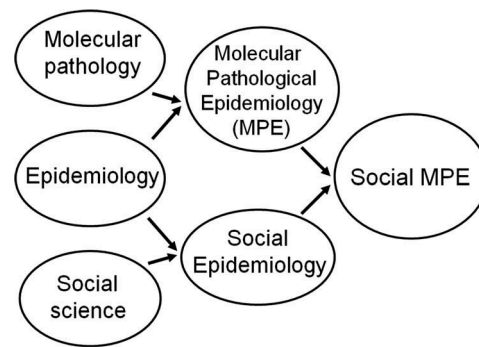 Molecular
pathology
Epidemiology
Social
science
Molecular
Pathological
Epidemiology
(MPE)
Social
Epidemiology
Social MPE